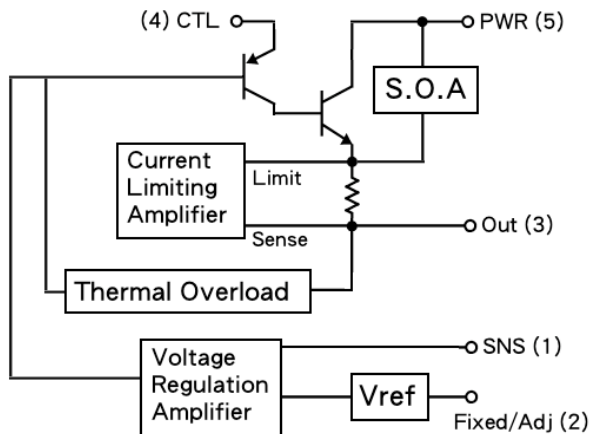 (4) CTL
PWR (5)
S.O.A
Current
Limiting
Amplifier
Limit
Sense
Out (3)
Thermal Overload
Voltage
Regulation
Amplifier
SNS (1)
Vref
Fixed/Adj (2)